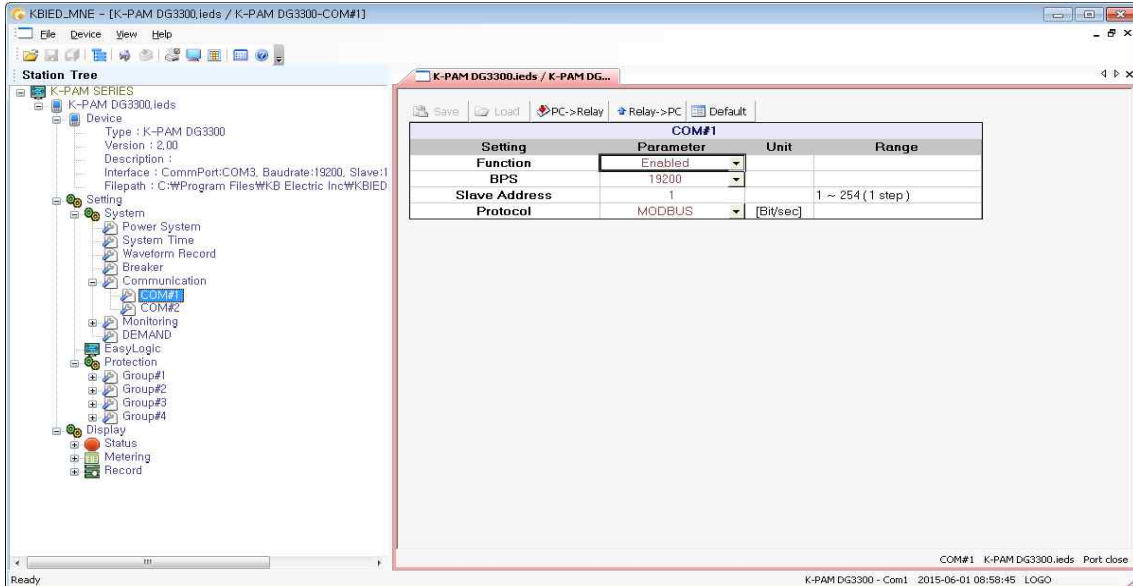 KBIED_MNE - [K-PAM DG3300.ieds / K-PAM DG3300-COM#1]
File Device View Help
Station Tree
K-PAM SERIES
K-PAM DG3300.ieds
Device
Type : K-PAM DG3300
Version : 2.00
Description :
Interface : CommPort:COM3, Baudrate:19200, Slave:1
Filepath : C:₩Program Files₩KB Electric Inc₩KBIED
Setting
System
Power System
System Time
Waveform Record
Breaker
Communication
COM#1
COM#2
Monitoring
DEMAND
EasyLogic
Protection
Group#1
Group#2
Group#3
Group#4
Display
Status
Metering
Record
K-PAM DG3300.ieds / K-PAM DG...
Save Load PC->Relay Relay->PC Default
COM#1
Setting Parameter Unit Range
Function Enabled
BPS 19200
Slave Address 1 1 ~ 254 ( 1 step )
Protocol MODBUS [Bit/sec]
COM#1 K-PAM DG3300.ieds Port close
Ready K-PAM DG3300 - Com1 2015-06-01 08:58:45 LOGO